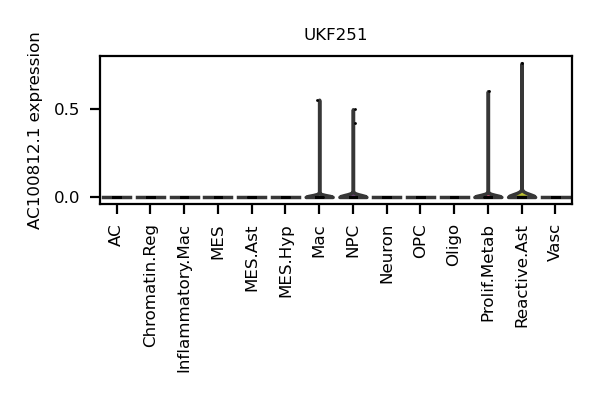 UKF251
AC100812.1 expression
0.5
0.0
AC
Chromatin.Reg
Inflammatory.Mac
MES
MES.Ast
MES.Hyp
Mac
NPC
Neuron
OPC
Oligo
Prolif.Metab
Reactive.Ast
Vasc